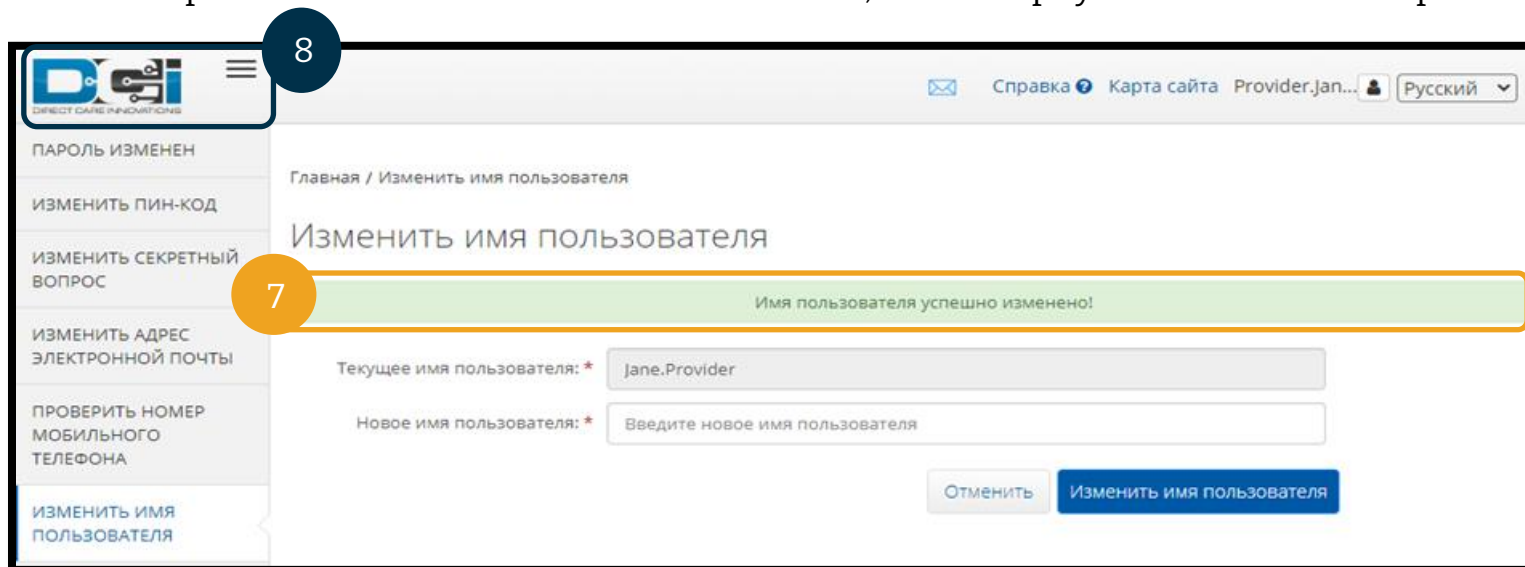 8
DCI
DIRECT CARE INNOVATIONS
Справка Карта сайта Provider.Jan... Русский
ПАРОЛЬ ИЗМЕНЕН
ИЗМЕНИТЬ ПИН-КОД
ИЗМЕНИТЬ СЕКРЕТНЫЙ
ВОПРОС
ИЗМЕНИТЬ АДРЕС
ЭЛЕКТРОННОЙ ПОЧТЫ
ПРОВЕРИТЬ НОМЕР
МОБИЛЬНОГО
ТЕЛЕФОНА
ИЗМЕНИТЬ ИМЯ
ПОЛЬЗОВАТЕЛЯ
Главная / Изменить имя пользователя
Изменить имя пользователя
7
Имя пользователя успешно изменено!
Текущее имя пользователя: * Jane.Provider
Новое имя пользователя: * Введите новое имя пользователя
Отменить Изменить имя пользователя